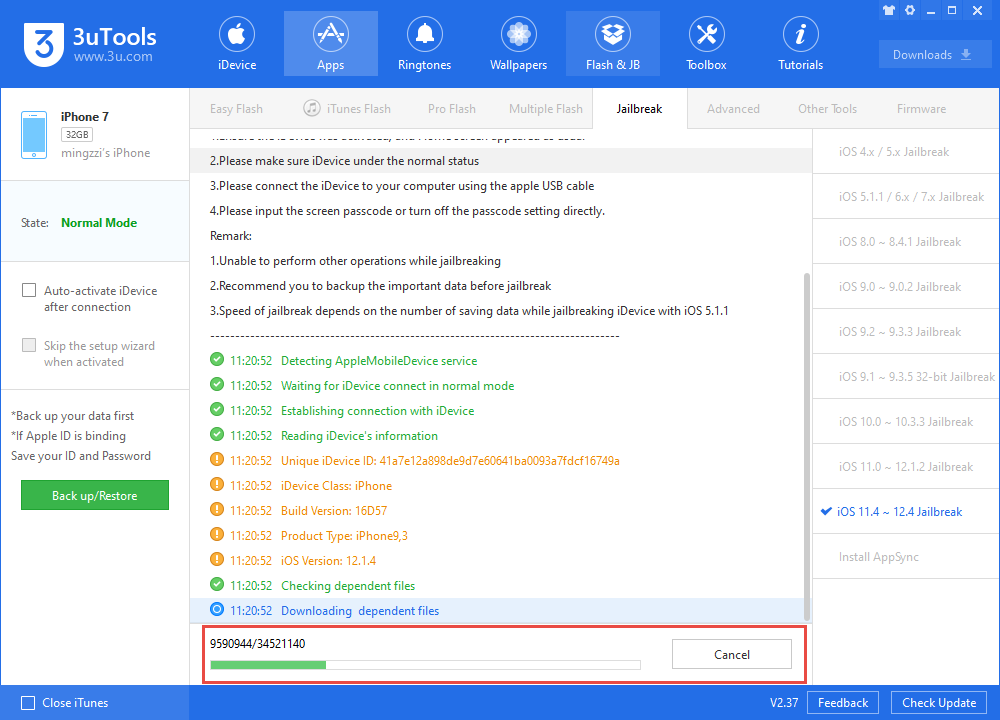 3uTools
www.3u.com
iDevice
Apps
Ringtones
Wallpapers
Flash & JB
Toolbox
Tutorials
Downloads
iPhone 7
32GB
mingzzi's iPhone
State: Normal Mode
Auto-activate iDevice
after connection
Skip the setup wizard
when activated
*Back up your data first
*If Apple ID is binding
Save your ID and Password
Back up/Restore
Easy Flash
iTunes Flash
Pro Flash
Multiple Flash
Jailbreak
Advanced
Other Tools
Firmware
2.Please make sure iDevice under the normal status
3.Please connect the iDevice to your computer using the apple USB cable
4.Please input the screen passcode or turn off the passcode setting directly.
Remark:
1.Unable to perform other operations while jailbreaking
2.Recommend you to backup the important data before jailbreak
3.Speed of jailbreak depends on the number of saving data while jailbreaking iDevice with iOS 5.1.1
11:20:52 Detecting AppleMobileDevice service
11:20:52 Waiting for iDevice connect in normal mode
11:20:52 Establishing connection with iDevice
11:20:52 Reading iDevice's information
11:20:52 Unique iDevice ID: 41a7e12a898de9d7e60641ba0093a7fdcf16749a
11:20:52 iDevice Class: iPhone
11:20:52 Build Version: 16D57
11:20:52 Product Type: iPhone9,3
11:20:52 iOS Version: 12.1.4
11:20:52 Checking dependent files
11:20:52 Downloading dependent files
9590944/34521140
Cancel
iOS 4.x / 5.x Jailbreak
iOS 5.1.1 / 6.x / 7.x Jailbreak
iOS 8.0 ~ 8.4.1 Jailbreak
iOS 9.0 ~ 9.0.2 Jailbreak
iOS 9.2 ~ 9.3.3 Jailbreak
iOS 9.1 ~ 9.3.5 32-bit Jailbreak
iOS 10.0 ~ 10.3.3 Jailbreak
iOS 11.0 ~ 12.1.2 Jailbreak
iOS 11.4 ~ 12.4 Jailbreak
Install AppSync
Close iTunes
V2.37
Feedback
Check Update